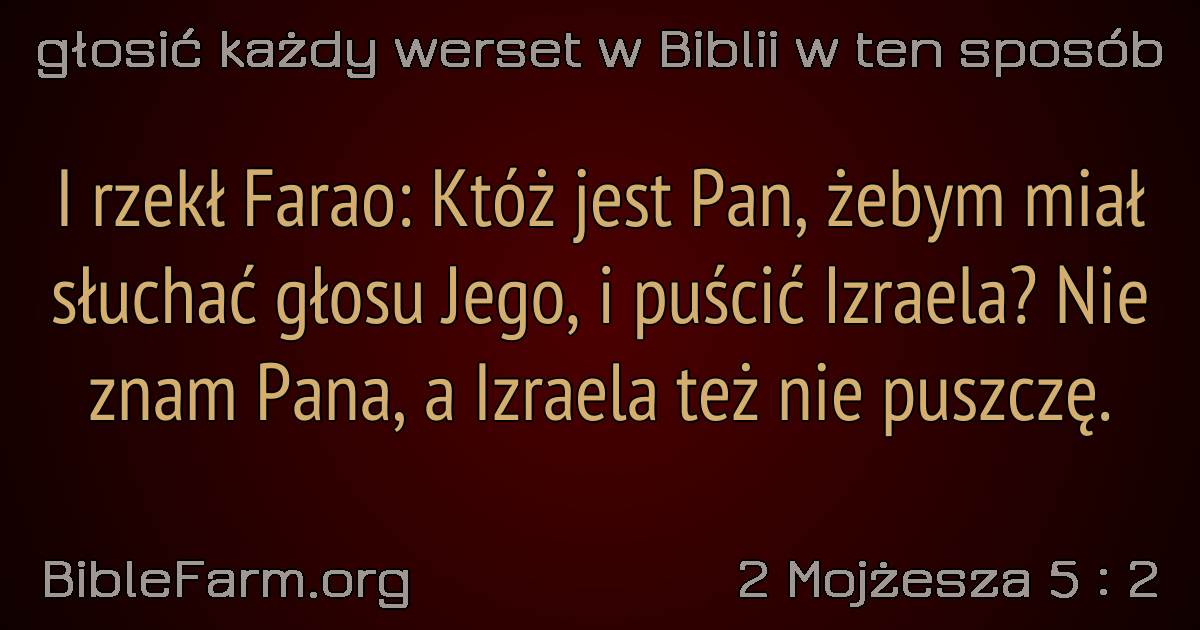 głosić każdy werset w Biblii w ten sposób
I rzekł Farao: Któż jest Pan, żebym miał
słuchać głosu Jego, i puścić Izraela? Nie
znam Pana, a Izraela też nie puszczę.
BibleFarm.org
2 Mojżesza 5 : 2